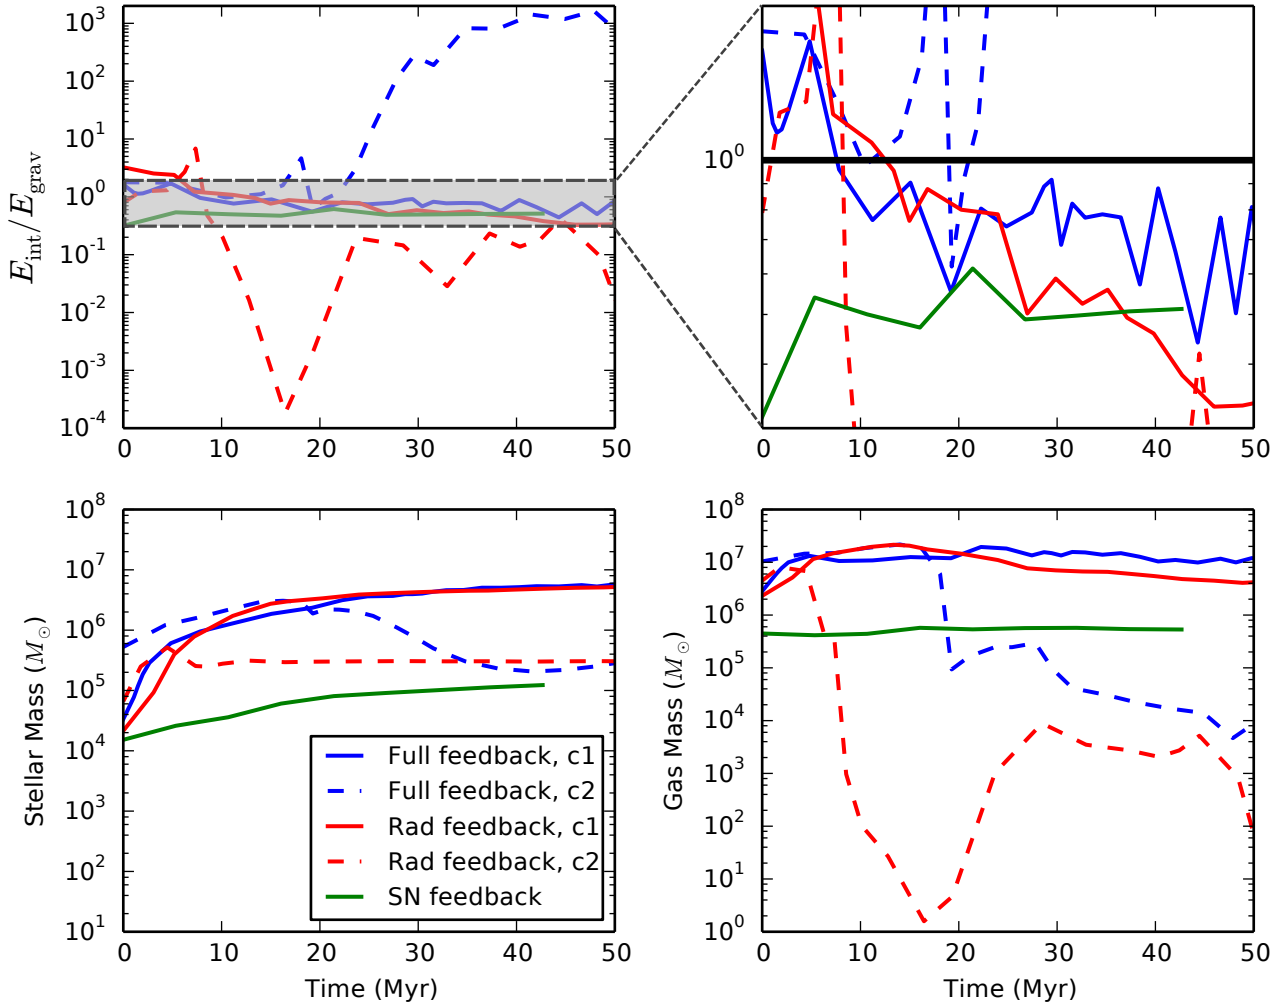 E_int/E_grav
10^3
10^2
10^1
10^0
10^-1
10^-2
10^-3
10^-4
0 10 20 30 40 50
10^0
0 10 20 30 40 50
Stellar Mass (M_⊙)
10^8
10^7
10^6
10^5
10^4
10^3
10^2
10^1
0 10 20 30 40 50
Time (Myr)
Full feedback, c1
Full feedback, c2
Rad feedback, c1
Rad feedback, c2
SN feedback
Gas Mass (M_⊙)
10^8
10^7
10^6
10^5
10^4
10^3
10^2
10^1
10^0
0 10 20 30 40 50
Time (Myr)